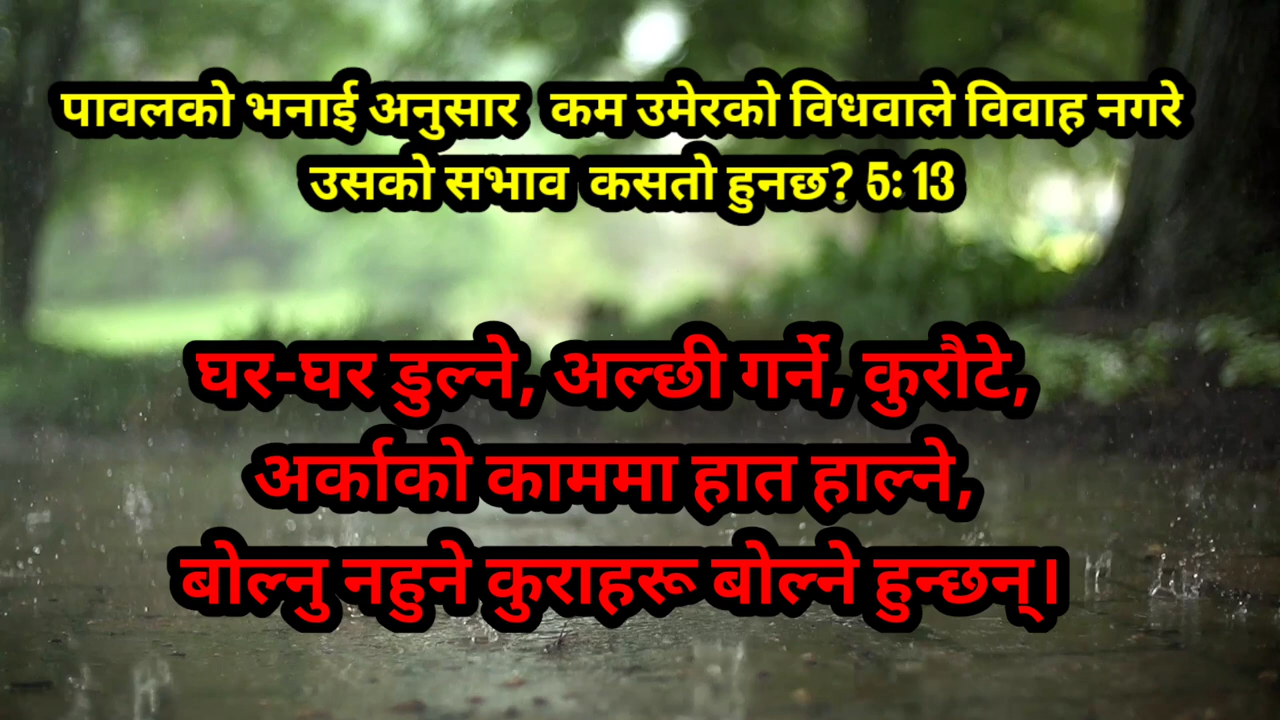 पावलको भनाई अनुसार कम उमेरको विधवाले विवाह नगरे
उसको सभाव कसतो हुनछ? 5: 13
घर-घर डुल्ने, अल्छी गर्ने, कुरौटे,
अर्काको काममा हात हाल्ने,
बोल्नु नहुने कुराहरू बोल्ने हुन्छन्।